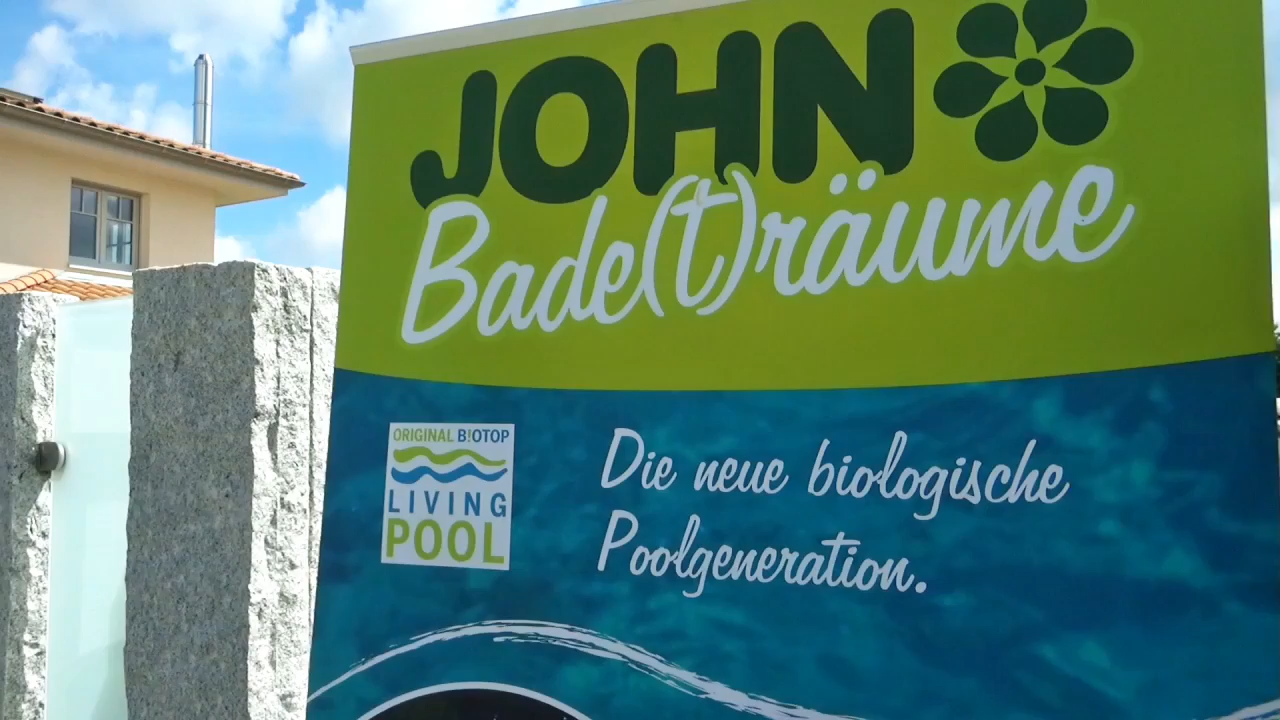 JOHN
Bade(t)räume
ORIGINAL B!OTOP
LIVING
POOL
Die neue biologische
Poolgeneration.